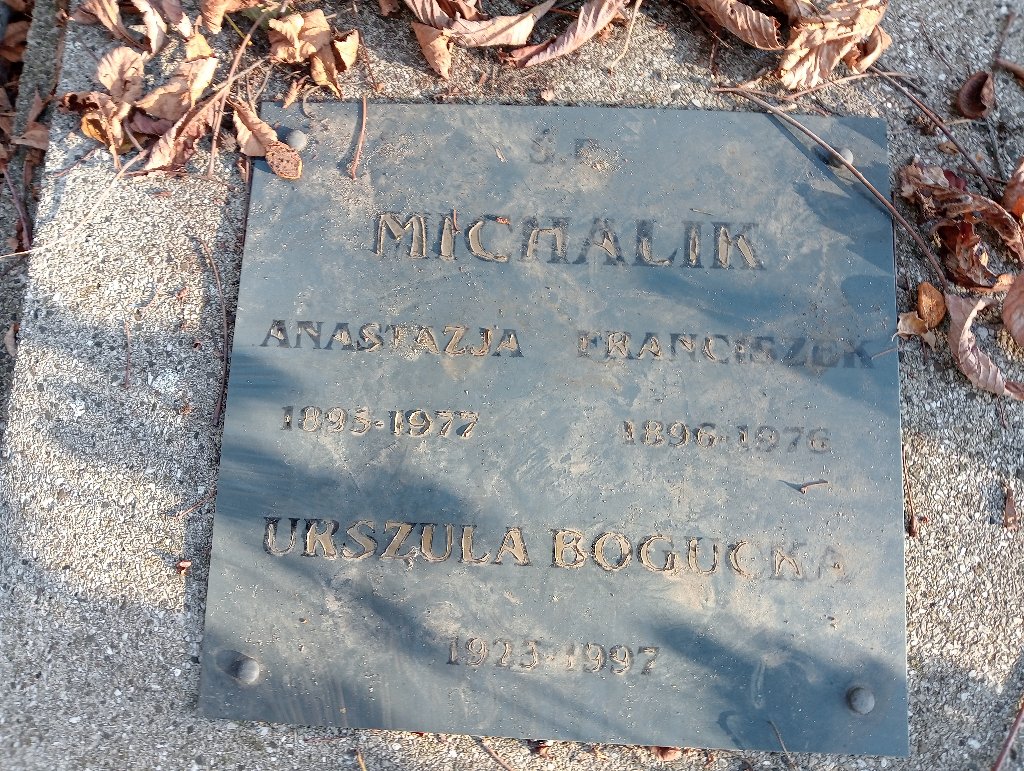 Ś.P.
MICHALIK
ANASTAZJA FRANCISZEK
1893-1977 1896-1976
URSZULA BOGUCKA
1923-1997